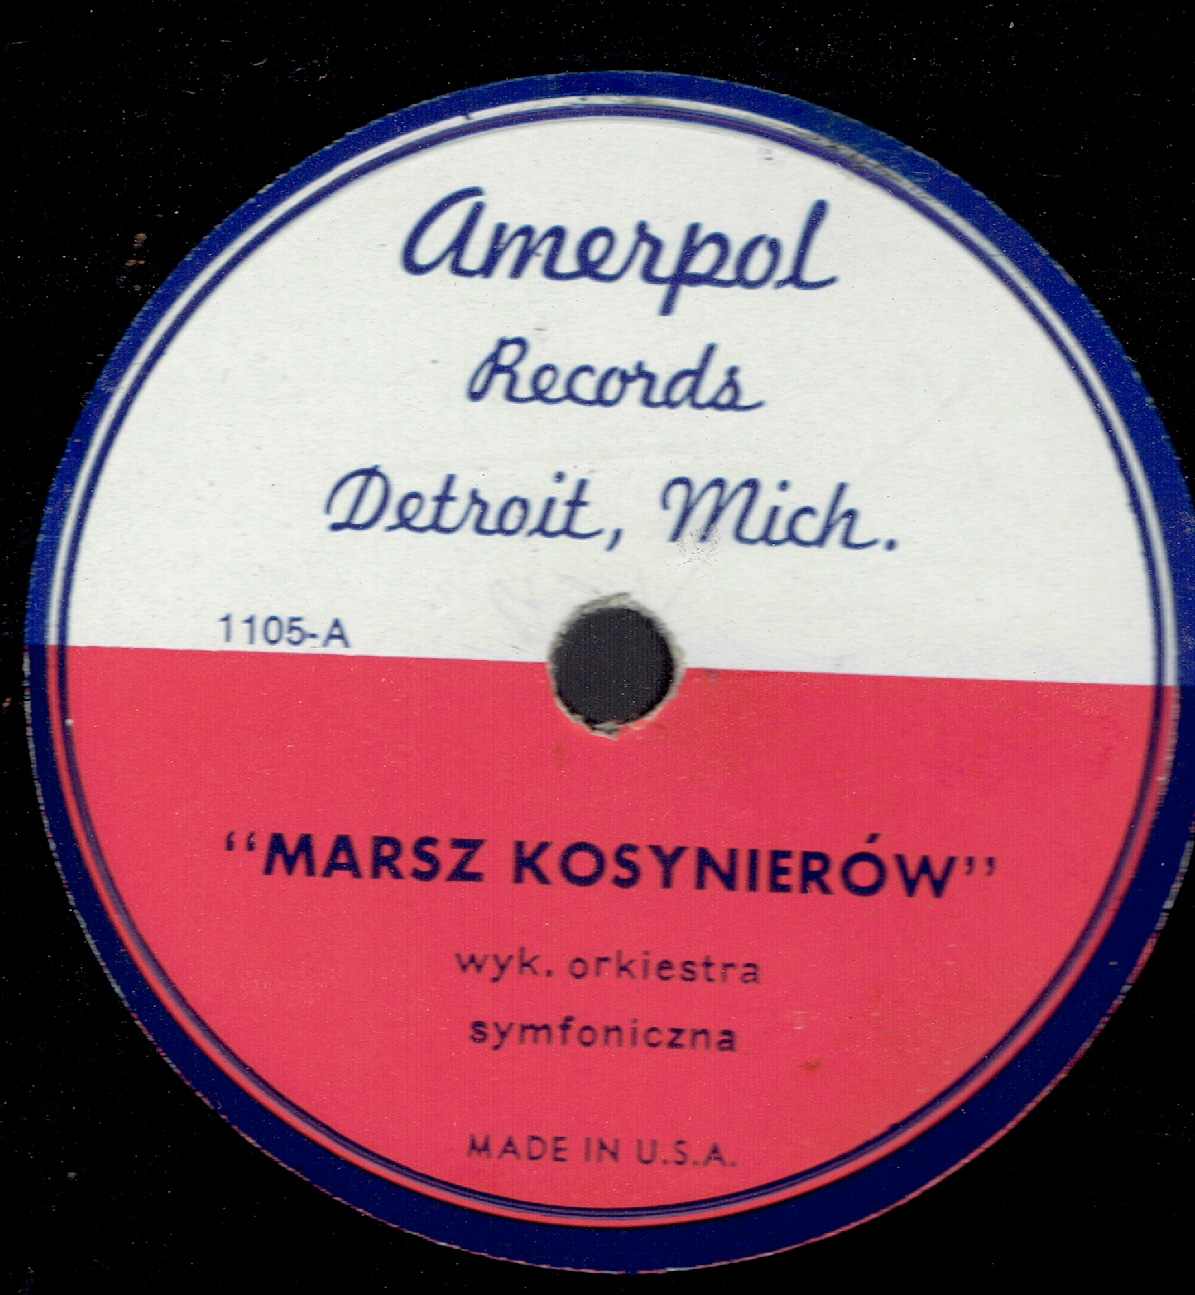 Amerpol
Records
Detroit, Mich.
1105-A
“MARSZ KOSYNIERÓW”
wyk. orkiestra
symfoniczna
MADE IN U.S.A.